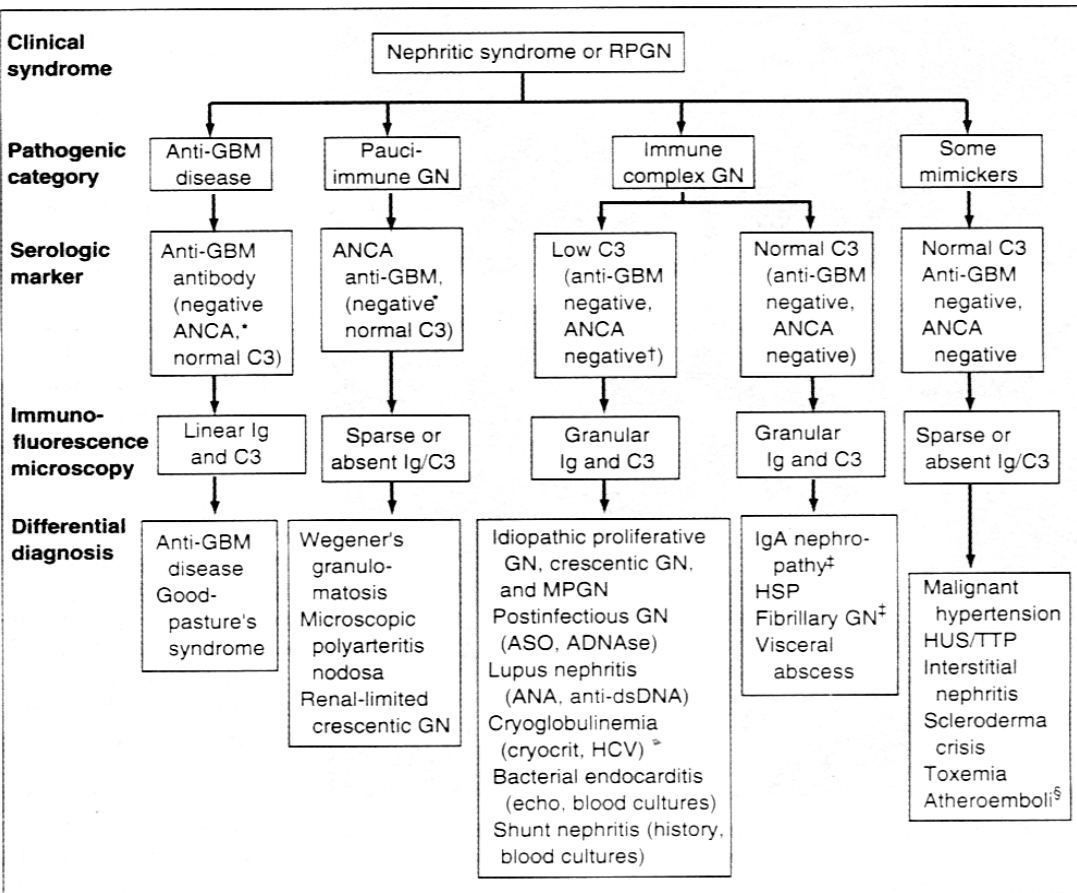 Clinical
syndrome
Nephritic syndrome or RPGN
Pathogenic
category
Anti-GBM
disease
Pauci-
immune GN
Immune
complex GN
Some
mimickers
Serologic
marker
Anti-GBM
antibody
(negative
ANCA,*
normal C3)
ANCA
anti-GBM,
(negative*
normal C3)
Low C3
(anti-GBM
negative,
ANCA
negative†)
Normal C3
(anti-GBM
negative,
ANCA
negative)
Normal C3
Anti-GBM
negative,
ANCA
negative
Immuno-
fluorescence
microscopy
Linear Ig
and C3
Sparse or
absent Ig/C3
Granular
Ig and C3
Granular
Ig and C3
Sparse or
absent Ig/C3
Differential
diagnosis
Anti-GBM
disease
Good-
pasture's
syndrome
Wegener's
granulo-
matosis
Microscopic
polyarteritis
nodosa
Renal-limited
crescentic GN
Idiopathic proliferative
GN, crescentic GN,
and MPGN
Postinfectious GN
(ASO, ADNAse)
Lupus nephritis
(ANA, anti-dsDNA)
Cryoglobulinemia
(cryocrit, HCV)
Bacterial endocarditis
(echo, blood cultures)
Shunt nephritis (history,
blood cultures)
IgA nephro-
pathy‡
HSP
Fibrillary GN‡
Visceral
abscess
Malignant
hypertension
HUS/TTP
Interstitial
nephritis
Scleroderma
crisis
Toxemia
Atheroemboli§